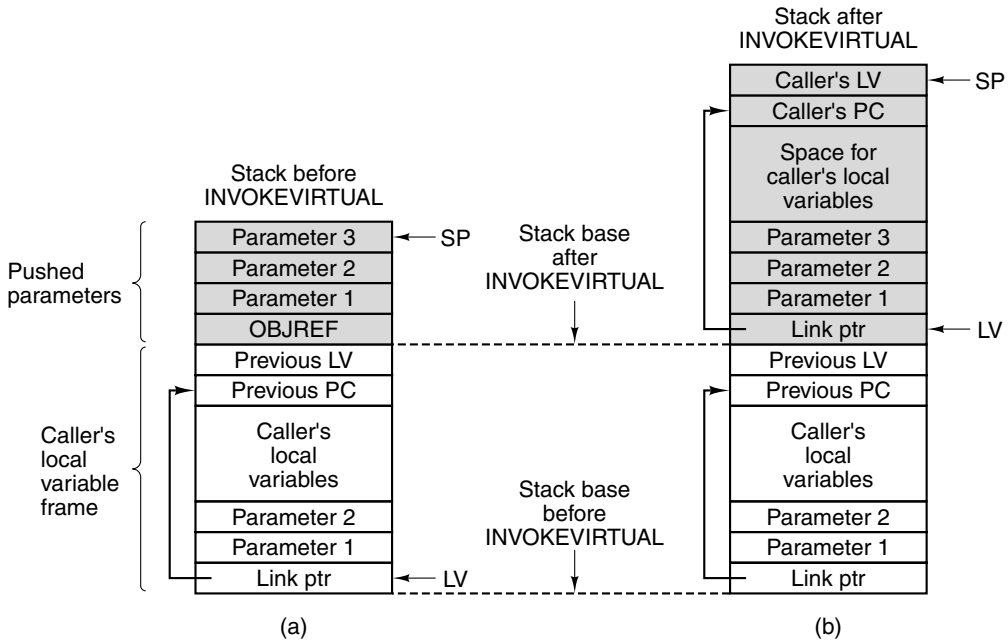 Stack after
INVOKEVIRTUAL
Caller's LV
SP
Caller's PC
Space for
caller's local
variables
Parameter 3
Parameter 2
Parameter 1
Link ptr
LV
Previous LV
Previous PC
Caller's
local
variables
Parameter 2
Parameter 1
Link ptr
(b)
Stack before
INVOKEVIRTUAL
Pushed
parameters
Parameter 3
SP
Parameter 2
Parameter 1
OBJREF
Caller's
local
variable
frame
Previous LV
Previous PC
Caller's
local
variables
Parameter 2
Parameter 1
Link ptr
LV
(a)
Stack base
after
INVOKEVIRTUAL
Stack base
before
INVOKEVIRTUAL